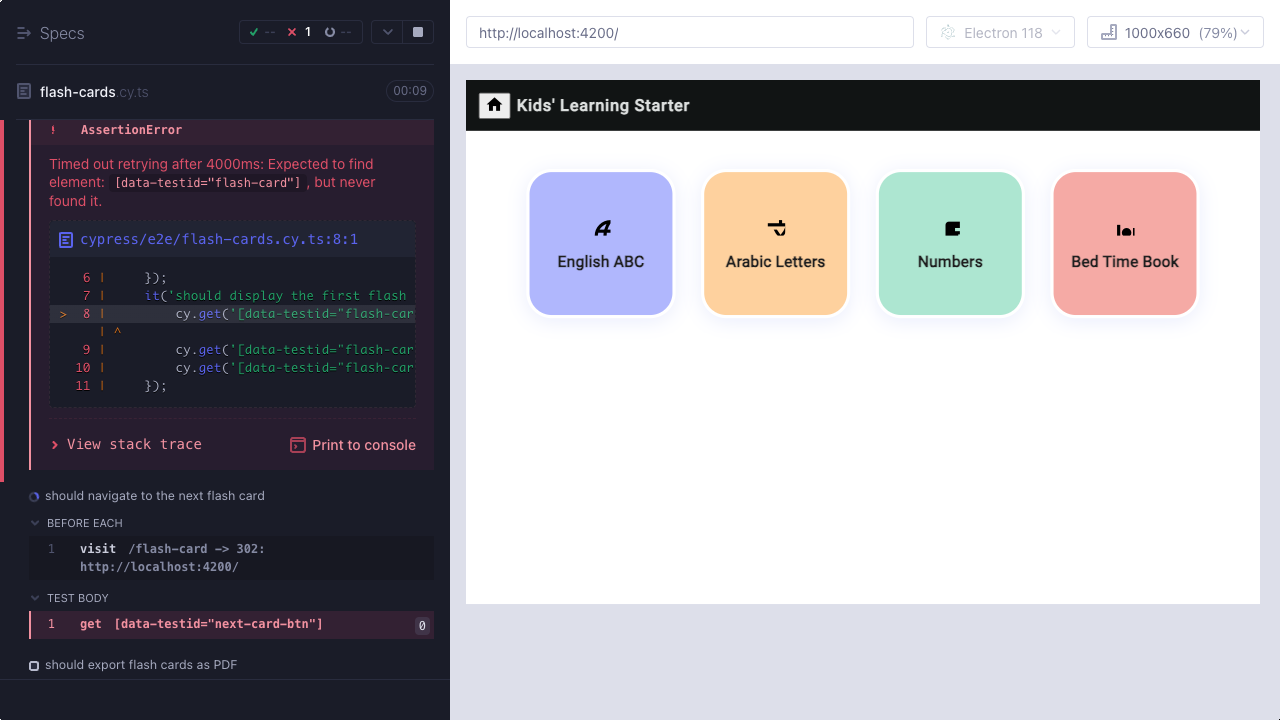 Specs
-- 1 --
flash-cards.cy.ts
00:09
! AssertionError
Timed out retrying after 4000ms: Expected to find
element: [data-testid="flash-card"] , but never
found it.
cypress/e2e/flash-cards.cy.ts:8:1
6 | });
7 | it('should display the first flash
> 8 | cy.get('[data-testid="flash-car
| ^
9 | cy.get('[data-testid="flash-car
10 | cy.get('[data-testid="flash-car
11 | });
> View stack trace
Print to console
should navigate to the next flash card
BEFORE EACH
1 visit /flash-card -> 302:
http://localhost:4200/
TEST BODY
1 get [data-testid="next-card-btn"] 0
should export flash cards as PDF
http://localhost:4200/
Electron 118
1000x660 (79%)
Kids' Learning Starter
English ABC
Arabic Letters
Numbers
Bed Time Book